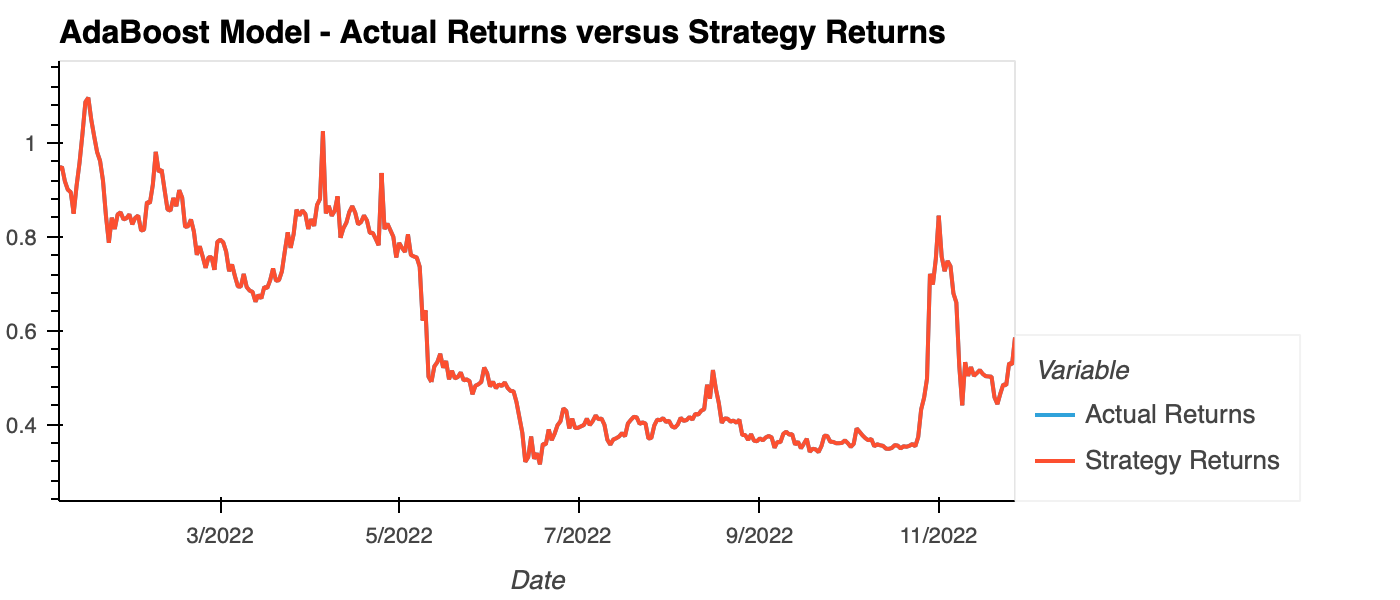 AdaBoost Model - Actual Returns versus Strategy Returns
1
0.8
0.6
0.4
3/2022 5/2022 7/2022 9/2022 11/2022
Date
Variable
Actual Returns
Strategy Returns